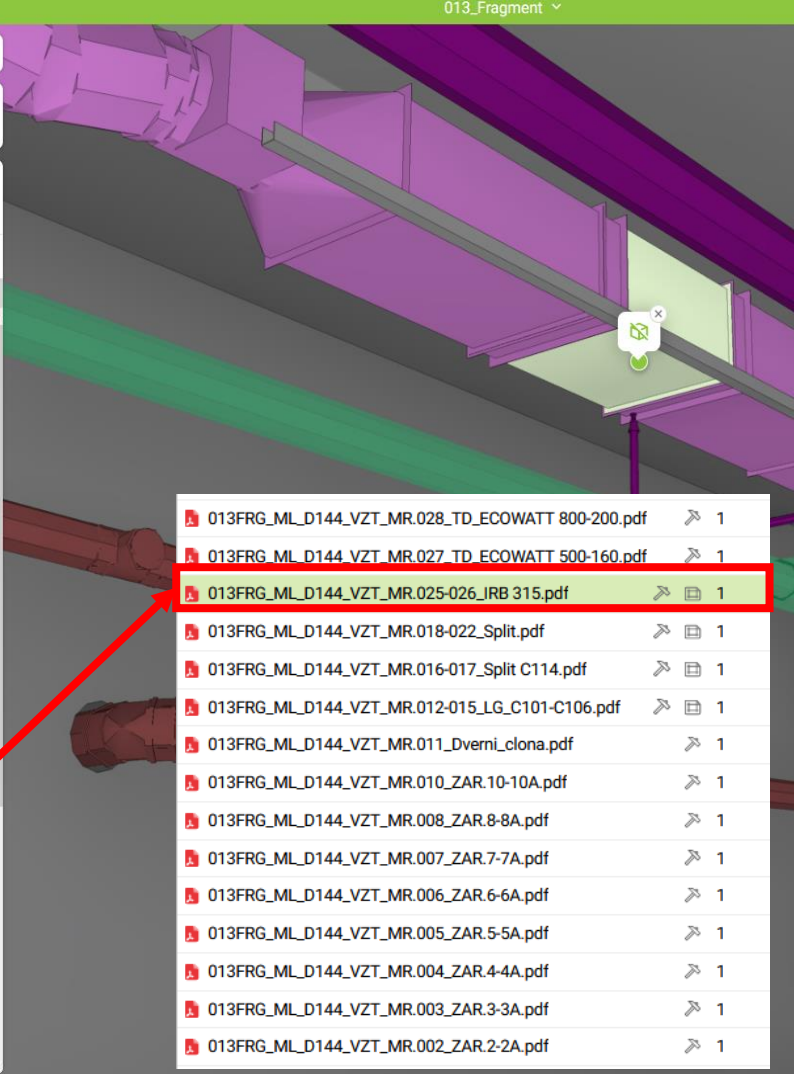 013_Fragment
013FRG_ML_D144_VZT_MR.028_TD_ECOWATT 800-200.pdf 1
013FRG_ML_D144_VZT_MR.027_TD_ECOWATT 500-160.pdf 1
013FRG_ML_D144_VZT_MR.025-026_IRB 315.pdf 1
013FRG_ML_D144_VZT_MR.018-022_Split.pdf 1
013FRG_ML_D144_VZT_MR.016-017_Split C114.pdf 1
013FRG_ML_D144_VZT_MR.012-015_LG_C101-C106.pdf 1
013FRG_ML_D144_VZT_MR.011_Dverni_clona.pdf 1
013FRG_ML_D144_VZT_MR.010_ZAR.10-10A.pdf 1
013FRG_ML_D144_VZT_MR.008_ZAR.8-8A.pdf 1
013FRG_ML_D144_VZT_MR.007_ZAR.7-7A.pdf 1
013FRG_ML_D144_VZT_MR.006_ZAR.6-6A.pdf 1
013FRG_ML_D144_VZT_MR.005_ZAR.5-5A.pdf 1
013FRG_ML_D144_VZT_MR.004_ZAR.4-4A.pdf 1
013FRG_ML_D144_VZT_MR.003_ZAR.3-3A.pdf 1
013FRG_ML_D144_VZT_MR.002_ZAR.2-2A.pdf 1